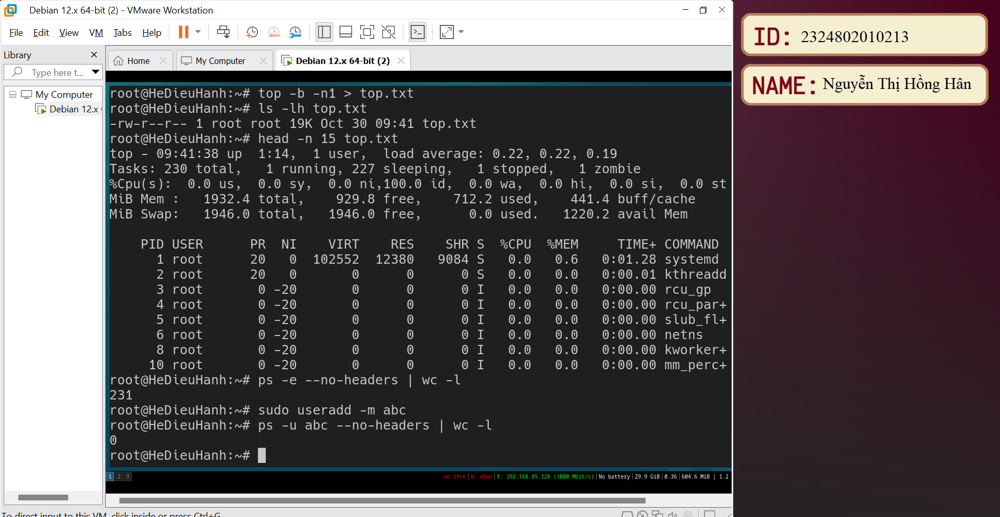 Debian 12.x 64-bit (2) - VMware Workstation
File Edit View VM Tabs Help
Library
Type here t...
My Computer
Debian 12.x
Home
My Computer
Debian 12.x 64-bit (2)
root@HeDieuHanh:~# top -b -n1 > top.txt
root@HeDieuHanh:~# ls -lh top.txt
-rw-r--r-- 1 root root 19K Oct 30 09:41 top.txt
root@HeDieuHanh:~# head -n 15 top.txt
top - 09:41:38 up  1:14,  1 user,  load average: 0.22, 0.22, 0.19
Tasks: 230 total,   1 running, 227 sleeping,   1 stopped,   1 zombie
%Cpu(s):  0.0 us,  0.0 sy,  0.0 ni,100.0 id,  0.0 wa,  0.0 hi,  0.0 si,  0.0 st
MiB Mem :   1932.4 total,    929.8 free,    712.2 used,    441.4 buff/cache
MiB Swap:   1946.0 total,   1946.0 free,      0.0 used.   1220.2 avail Mem
PID USER      PR  NI    VIRT    RES    SHR S  %CPU  %MEM     TIME+ COMMAND
1 root      20   0  102552  12380   9084 S   0.0   0.6   0:01.28 systemd
2 root      20   0       0      0      0 S   0.0   0.0   0:00.01 kthreadd
3 root       0 -20       0      0      0 I   0.0   0.0   0:00.00 rcu_gp
4 root       0 -20       0      0      0 I   0.0   0.0   0:00.00 rcu_par+
5 root       0 -20       0      0      0 I   0.0   0.0   0:00.00 slub_fl+
6 root       0 -20       0      0      0 I   0.0   0.0   0:00.00 netns
8 root       0 -20       0      0      0 I   0.0   0.0   0:00.00 kworker+
10 root       0 -20       0      0      0 I   0.0   0.0   0:00.00 mm_perc+
root@HeDieuHanh:~# ps -e --no-headers | wc -l
231
root@HeDieuHanh:~# sudo useradd -m abc
root@HeDieuHanh:~# ps -u abc --no-headers | wc -l
0
root@HeDieuHanh:~#
1 2 3
no IPv6|W: down|E: 192.168.85.128 (1000 Mbit/s)|No battery|29.9 GiB|0.36|604.6 MiB | 1.2
To direct input to this VM, click inside or press Ctrl+G.
ID: 2324802010213
NAME: Nguyễn Thị Hồng Hân